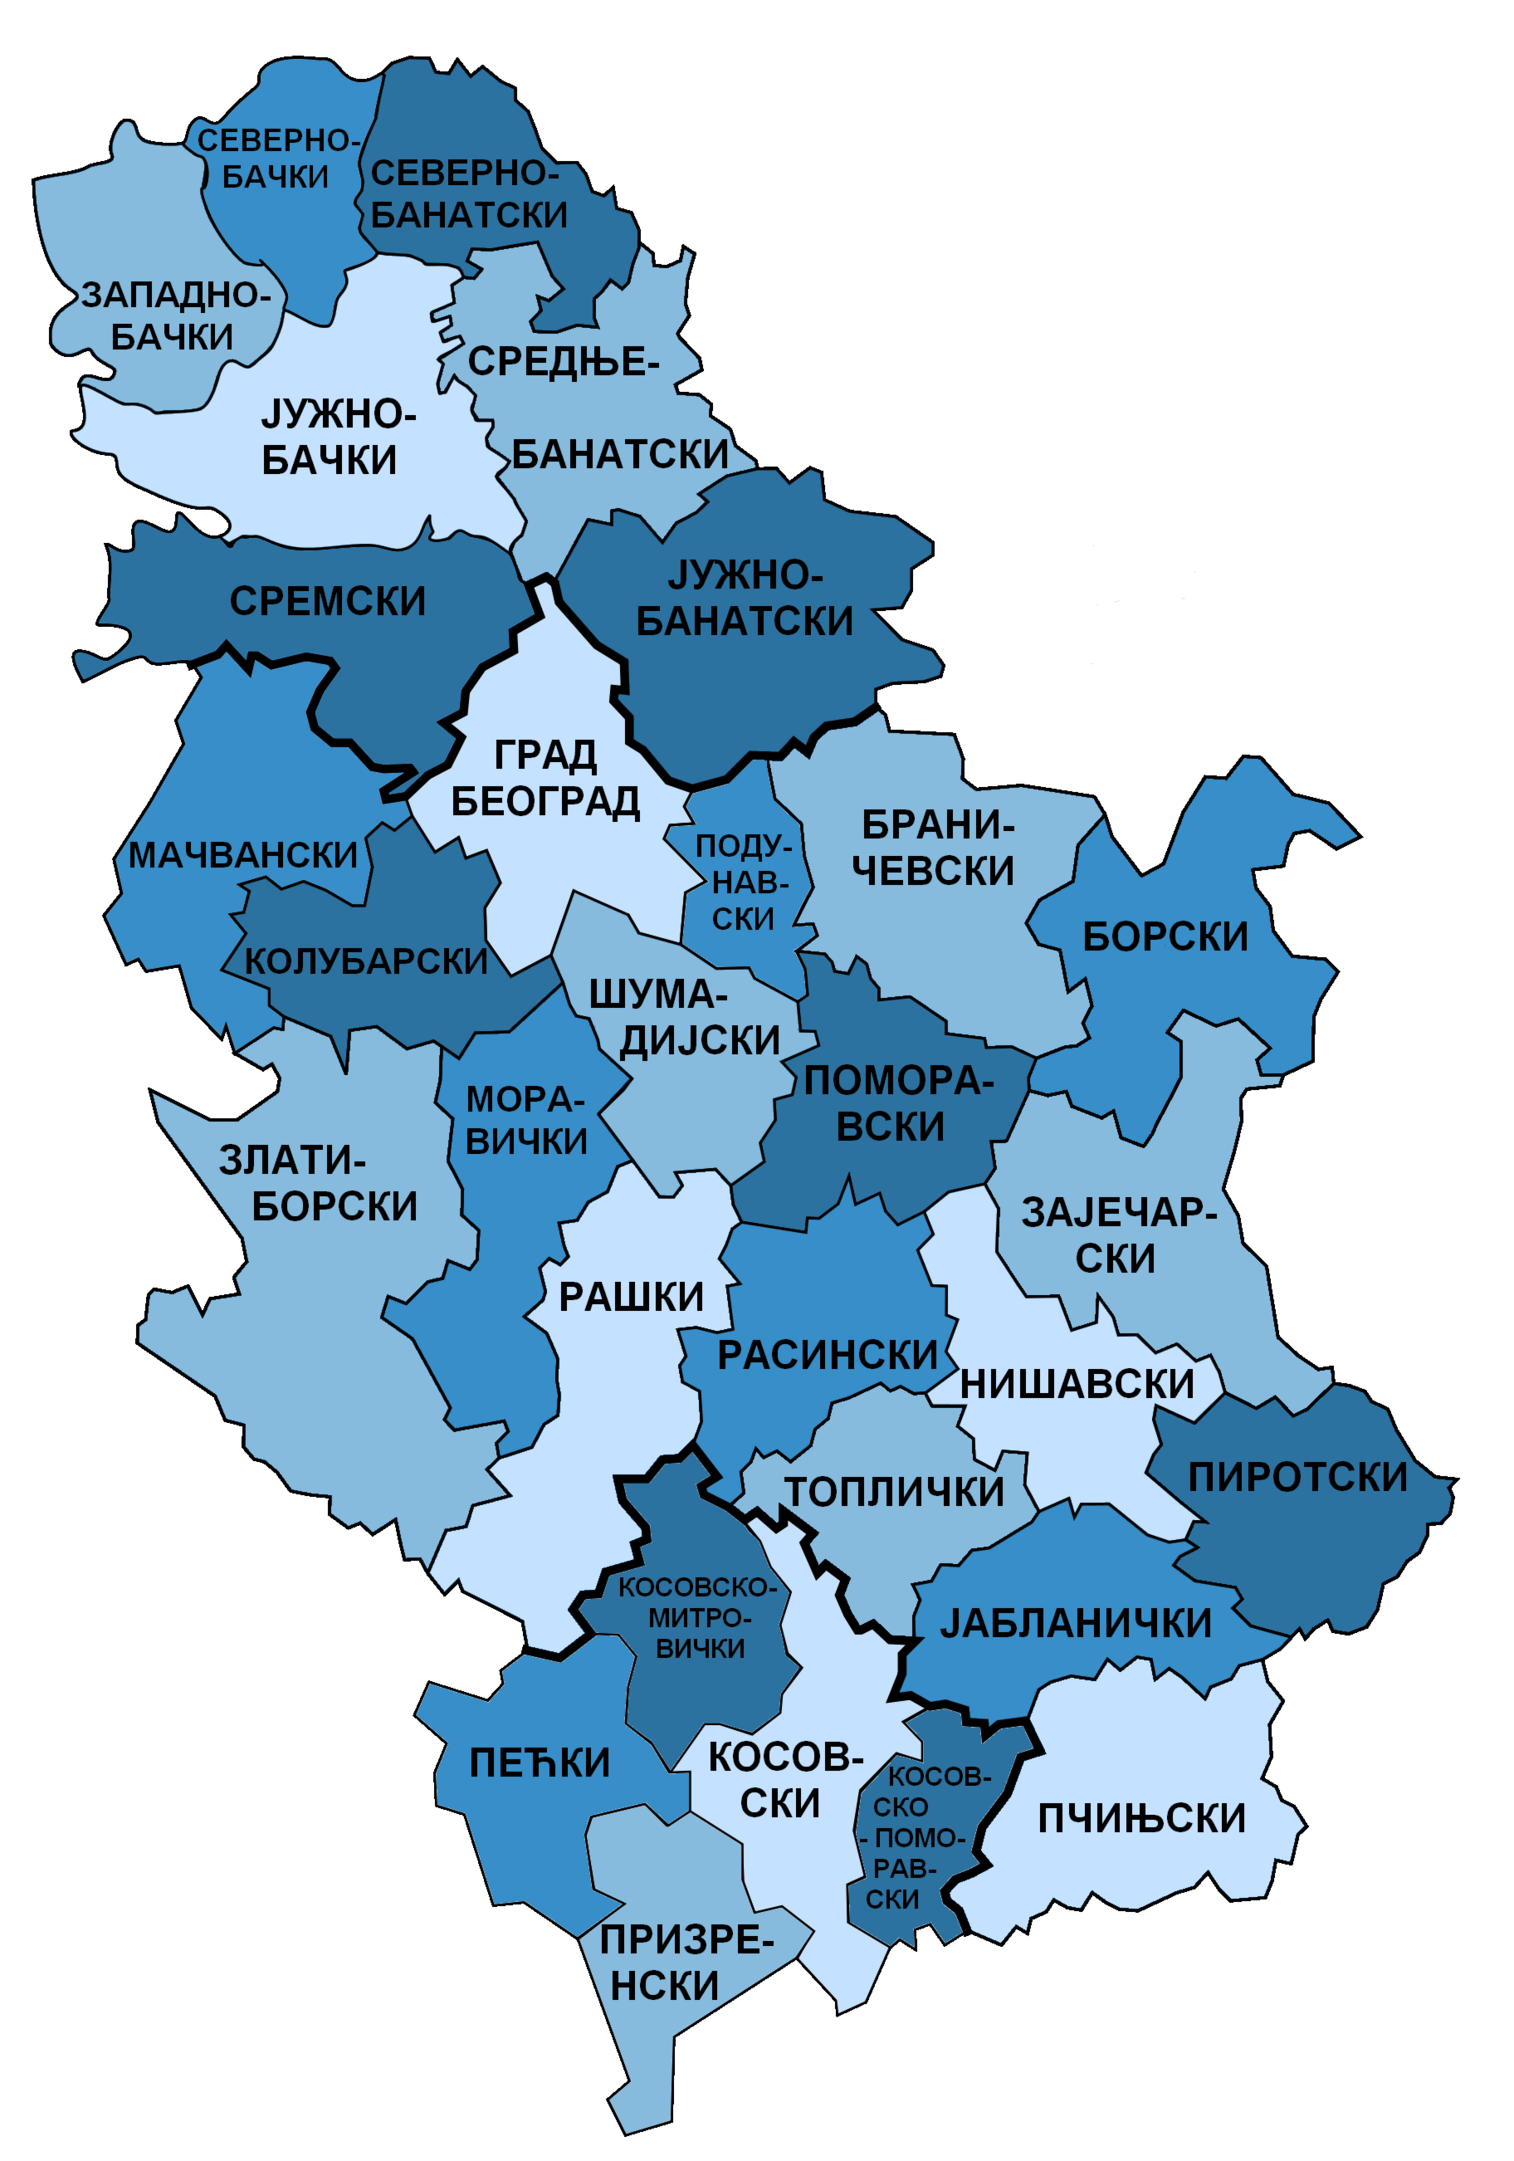 СЕВЕРНО-
БАЧКИ
СЕВЕРНО-
БАНАТСКИ
ЗАПАДНО-
БАЧКИ
СРЕДЊЕ-
БАНАТСКИ
ЈУЖНО-
БАЧКИ
СРЕМСКИ
ЈУЖНО-
БАНАТСКИ
ГРАД
БЕОГРАД
МАЧВАНСКИ
ПОДУ-
НАВ-
СКИ
БРАНИ-
ЧЕВСКИ
БОРСКИ
КОЛУБАРСКИ
ШУМА-
ДИЈСКИ
ПОМОРА-
ВСКИ
МОРА-
ВИЧКИ
ЗЛАТИ-
БОРСКИ
ЗАЈЕЧАР-
СКИ
РАШКИ
РАСИНСКИ
НИШАВСКИ
ПИРОТСКИ
ТОПЛИЧКИ
КОСОВСКО-
МИТРО-
ВИЧКИ
ЈАБЛАНИЧКИ
ПЕЋКИ
КОСОВ-
СКИ
КОСОВ-
СКО
- ПОМО-
РАВ-
СКИ
ПЧИЊСКИ
ПРИЗРЕ-
НСКИ